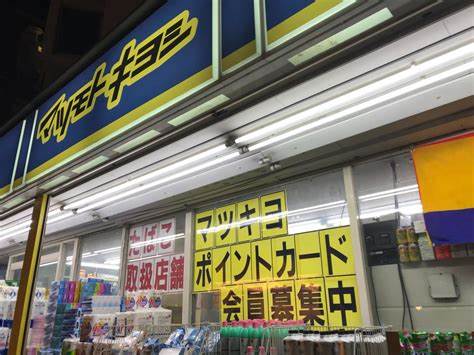 マツモトキヨシ
たばこ
取扱店舗
マツキヨ
ポイントカード
会員募集中